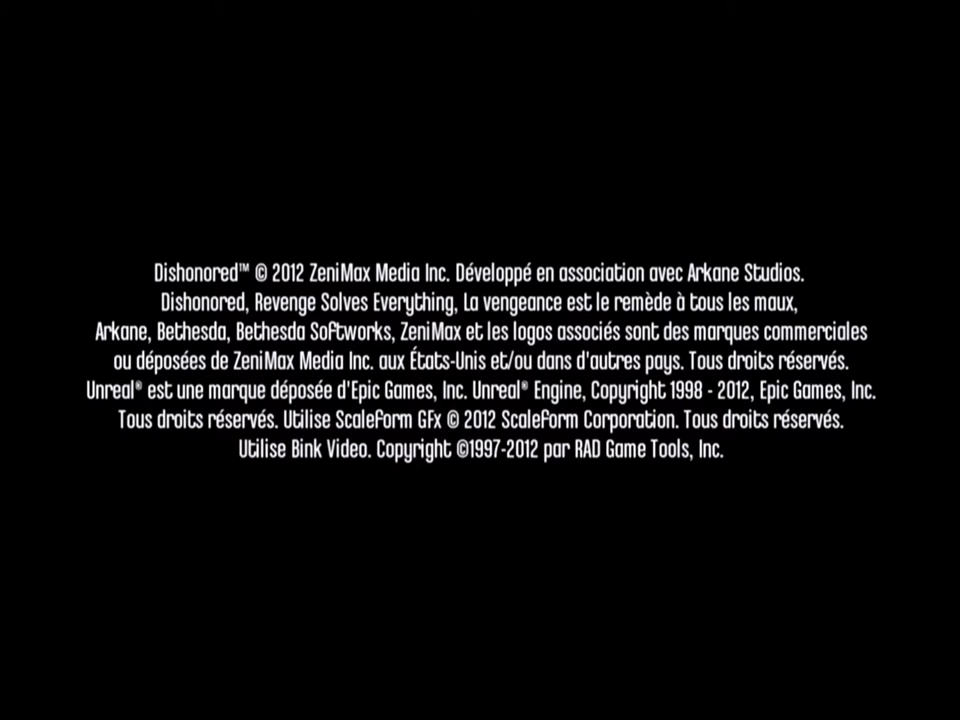 Dishonored™ © 2012 ZeniMax Media Inc. Développé en association avec Arkane Studios.
Dishonored, Revenge Solves Everything, La vengeance est le remède à tous les maux,
Arkane, Bethesda, Bethesda Softworks, ZeniMax et les logos associés sont des marques commerciales
ou déposées de ZeniMax Media Inc. aux États-Unis et/ou dans d'autres pays. Tous droits réservés.
Unreal® est une marque déposée d'Epic Games, Inc. Unreal® Engine, Copyright 1998 - 2012, Epic Games, Inc.
Tous droits réservés. Utilise Scaleform GFx © 2012 Scaleform Corporation. Tous droits réservés.
Utilise Bink Video. Copyright ©1997-2012 par RAD Game Tools, Inc.